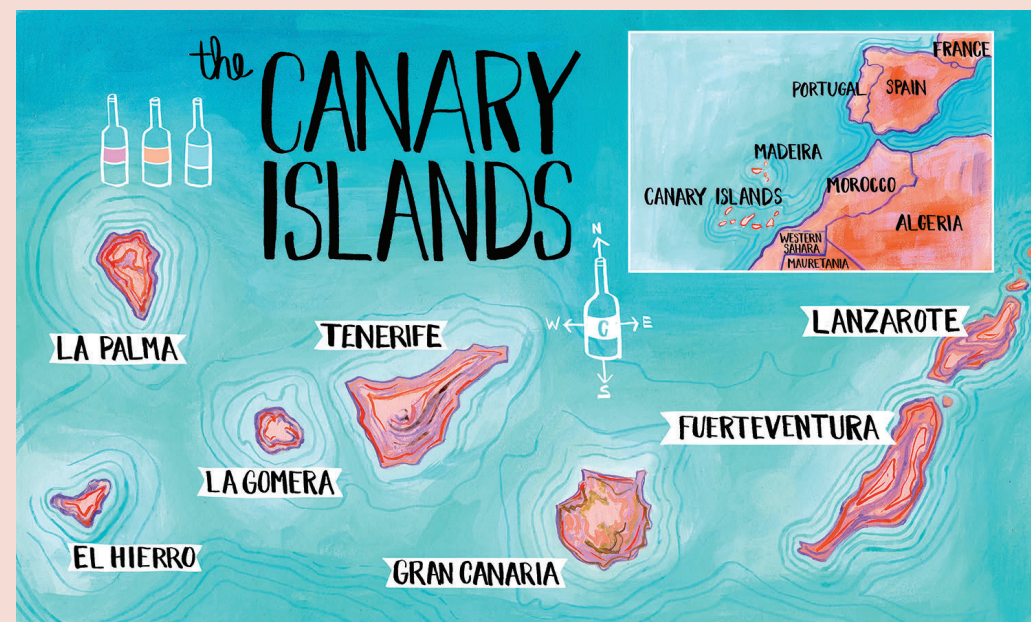 the
CANARY
ISLANDS
FRANCE
PORTUGAL
SPAIN
MADEIRA
CANARY ISLANDS
MOROCCO
ALGERIA
WESTERN
SAHARA
MAURETANIA
N
W
C
E
S
LA PALMA
TENERIFE
LANZAROTE
LA GOMERA
FUERTEVENTURA
EL HIERRO
GRAN CANARIA